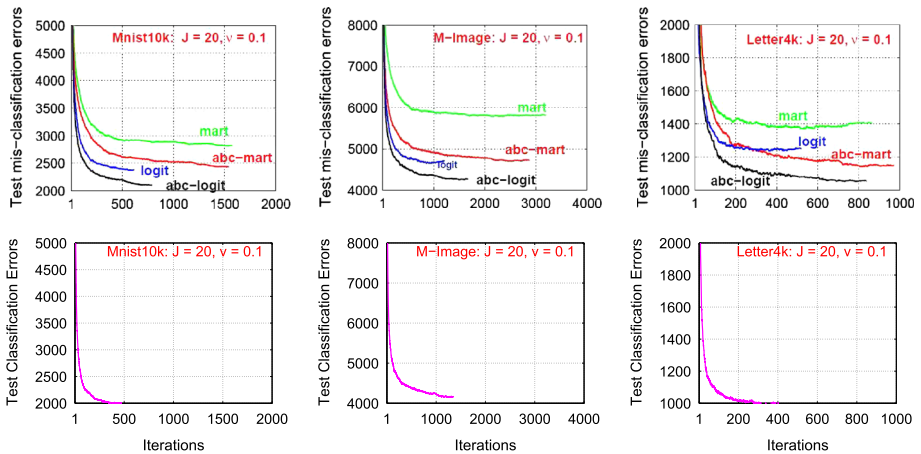 Test mis-classification errors
5000
4500
4000
3500
3000
2500
2000
Mnist10k: J = 20, ν = 0.1
mart
abc-mart
logit
abc-logit
1 500 1000 1500 2000
Test mis-classification errors
8000
7000
6000
5000
4000
M-Image: J = 20, ν = 0.1
mart
abc-mart
logit
abc-logit
1 1000 2000 3000 4000
Test mis-classification errors
2000
1800
1600
1400
1200
1000
Letter4k: J = 20, ν = 0.1
mart
logit
abc-mart
abc-logit
1 200 400 600 800 1000
Test Classification Errors
5000
4500
4000
3500
3000
2500
2000
Mnist10k: J = 20, ν = 0.1
1 500 1000 1500 2000
Iterations
Test Classification Errors
8000
7000
6000
5000
4000
M-Image: J = 20, ν = 0.1
1 1000 2000 3000 4000
Iterations
Test Classification Errors
2000
1800
1600
1400
1200
1000
Letter4k: J = 20, ν = 0.1
1 200 400 600 800 1000
Iterations